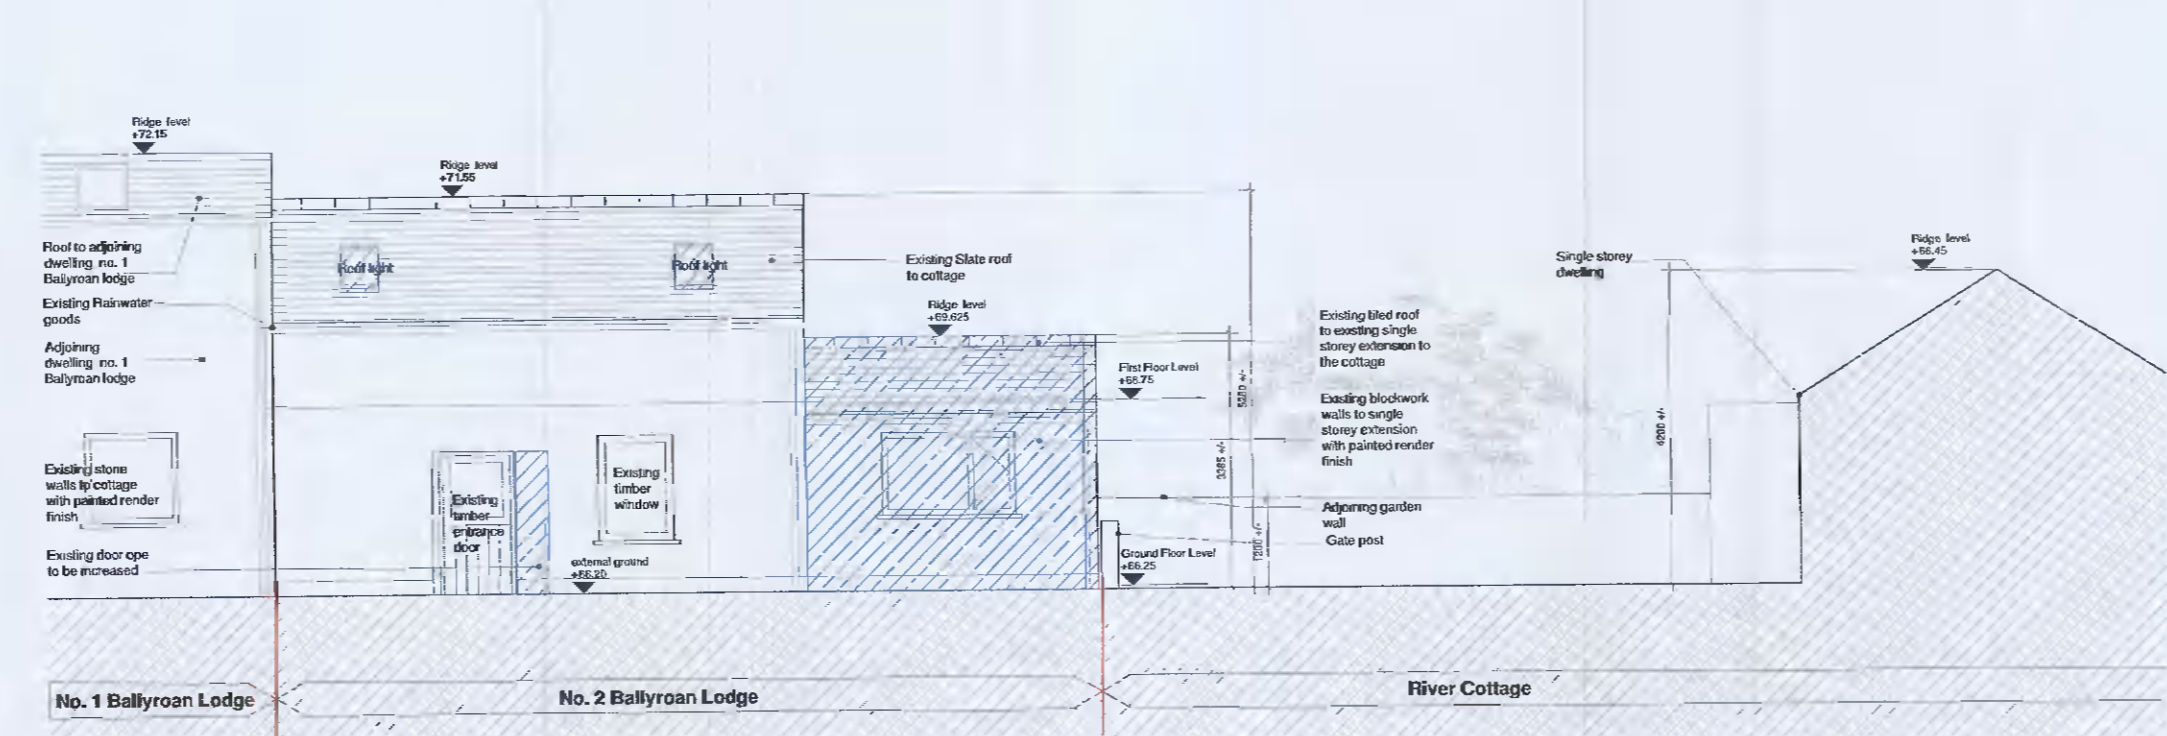 Ridge level
+72.15
Ridge level
+71.55
Roof to adjoining
dwelling no. 1
Ballyroan lodge
Existing Rainwater
goods
Adjoining
dwelling no. 1
Ballyroan lodge
Existing stone
walls to cottage
with painted render
finish
Existing door ope
to be increased
Roof light
Roof light
Existing
timber
entrance
door
Existing
timber
window
external ground
+66.20
Existing Slate roof
to cottage
Ridge level
+69.625
First Floor Level
+68.75
Ground Floor Level
+66.25
3385 +/-
1200 +/-
Existing tiled roof
to existing single
storey extension to
the cottage
Existing blockwork
walls to single
storey extension
with painted render
finish
Adjoining garden
wall
Gate post
Single storey
dwelling
4200 +/-
Ridge level
+66.45
No. 1 Ballyroan Lodge
No. 2 Ballyroan Lodge
River Cottage